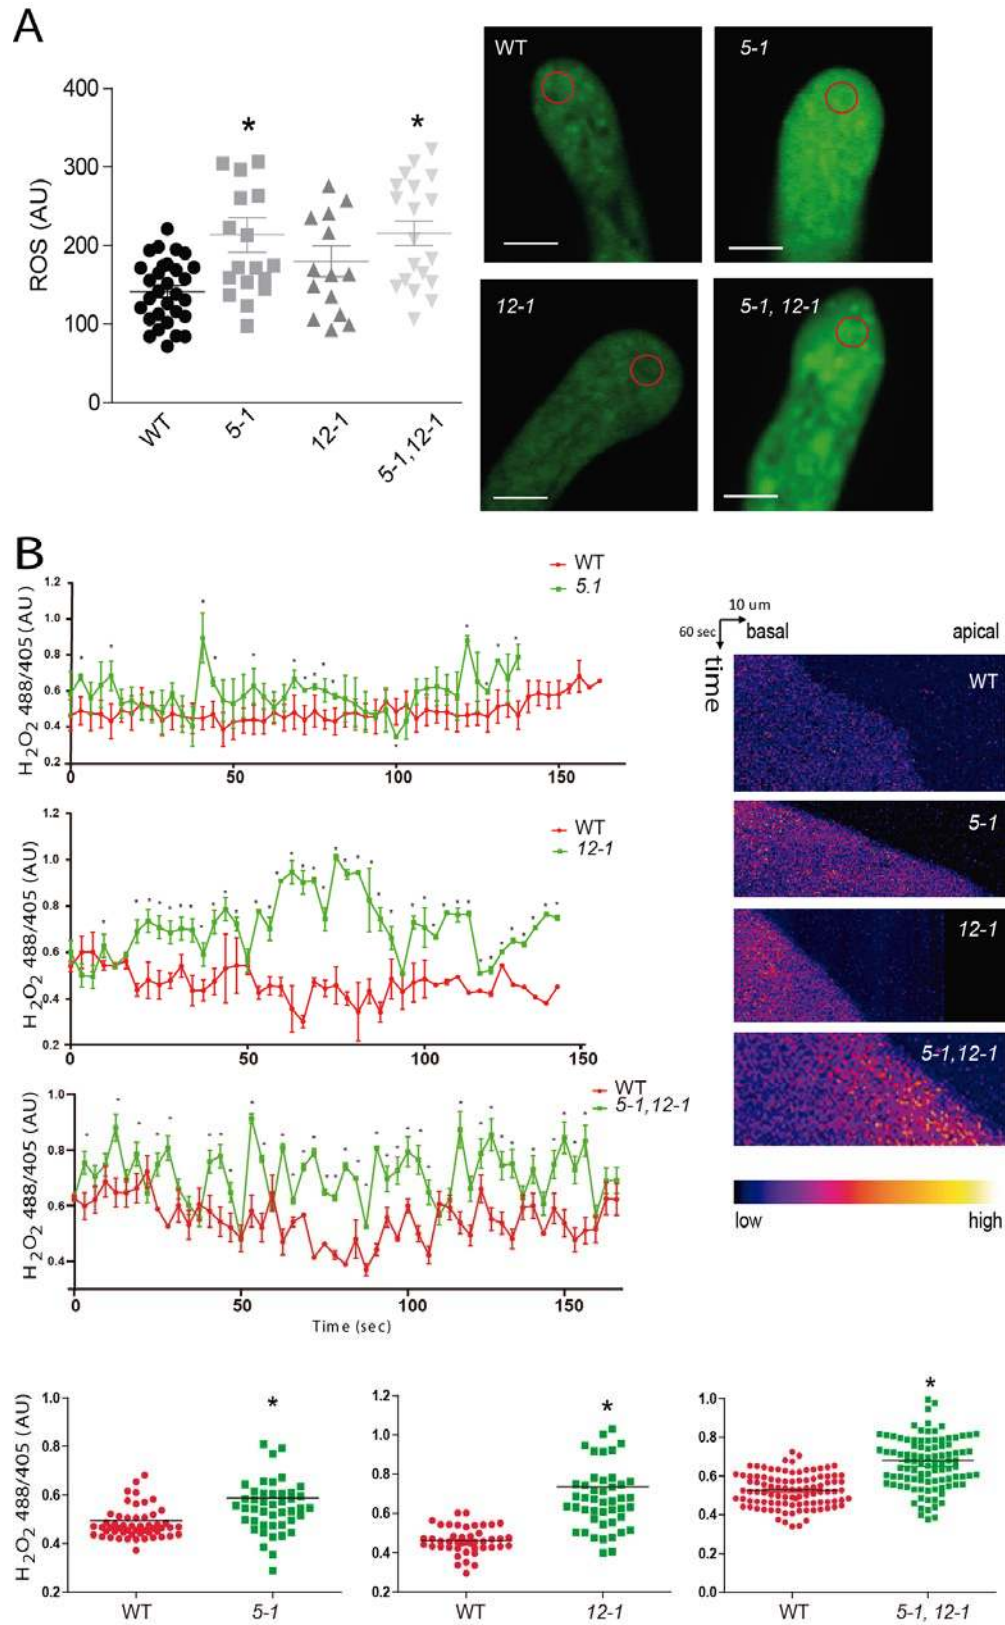 A
ROS (AU)
400
300
200
100
0
*
*
WT
5-1
12-1
5-1, 12-1
WT
5-1
12-1
5-1, 12-1
B
H2O2 488/405 (AU)
1.2
1.0
0.8
0.6
0.4
0.2
0
50
100
150
WT
5.1
H2O2 488/405 (AU)
1.2
1.0
0.8
0.6
0.4
0.2
0
50
100
150
WT
12-1
H2O2 488/405 (AU)
1.0
0.8
0.6
0.4
0
50
100
150
Time (sec)
WT
5-1,12-1
10 um
60 sec
basal
apical
time
WT
5-1
12-1
5-1,12-1
low
high
H2O2 488/405 (AU)
1.0
0.8
0.6
0.4
0.2
*
WT
5-1
1.2
1.0
0.8
0.6
0.4
0.2
*
WT
12-1
1.0
0.8
0.6
0.4
0.2
0.0
*
WT
5-1, 12-1